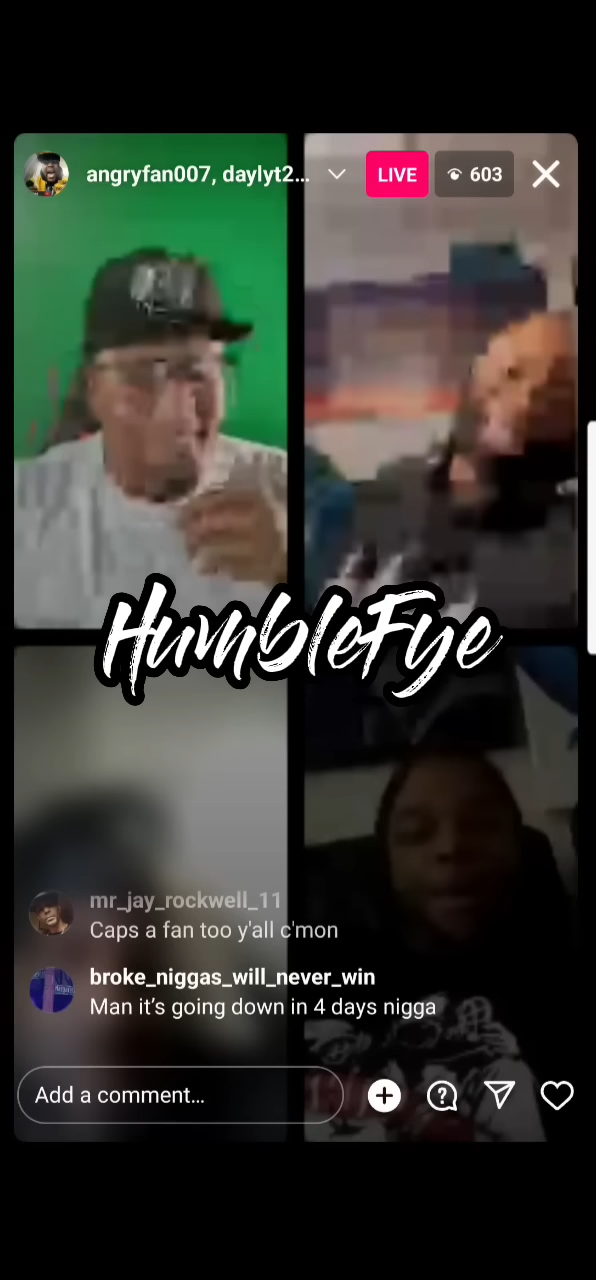 angryfan007, daylyt2...
LIVE
603
HumbleFye
mr_jay_rockwell_11
Caps a fan too y'all c'mon
broke_niggas_will_never_win
Man it's going down in 4 days nigga
Add a comment...